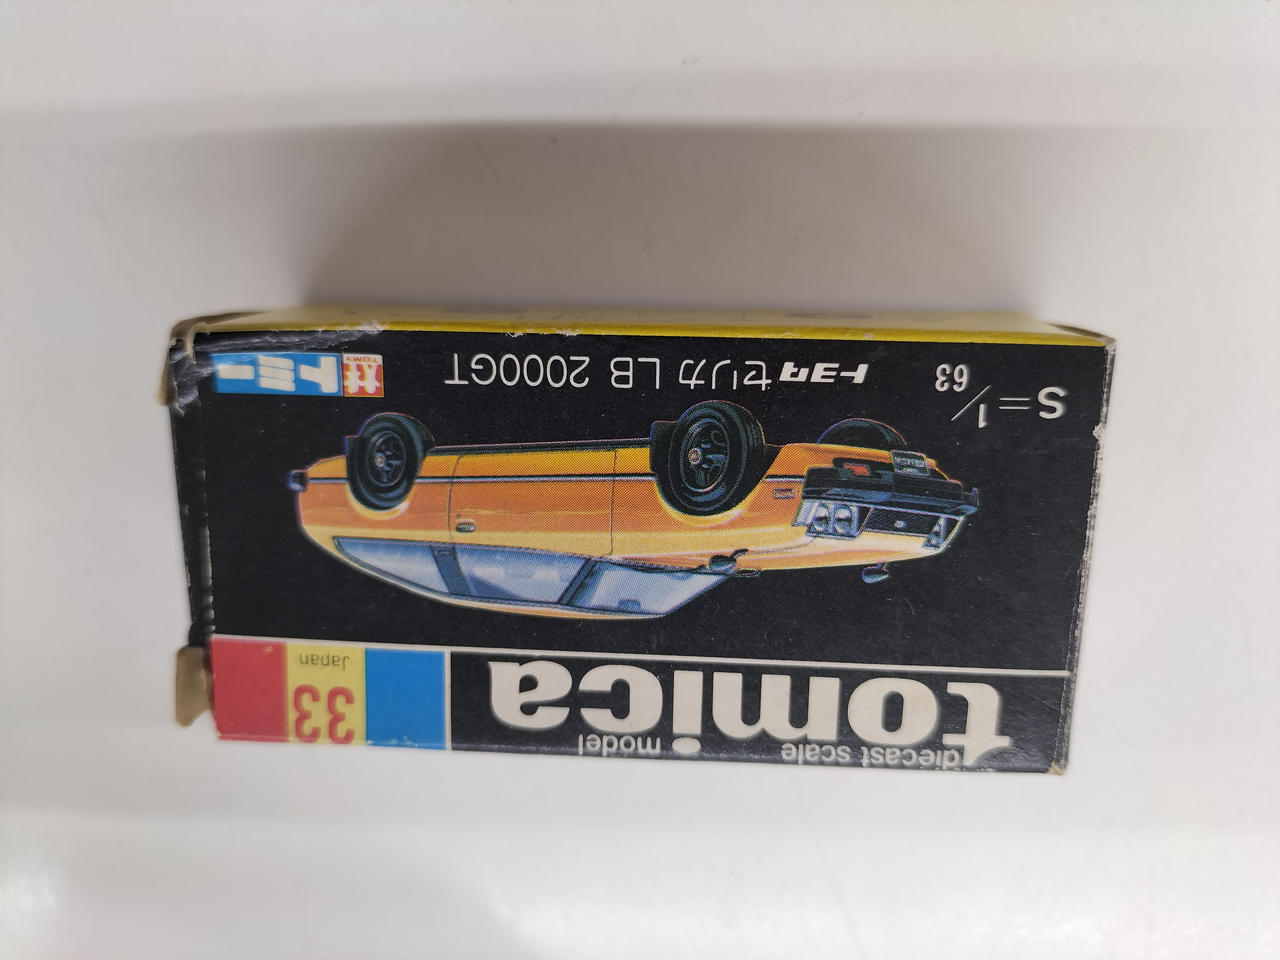 diecast scale model
tomica
33
Japan
S=1/63
トヨタ セリカ LB 2000GT
TOMY
トミー